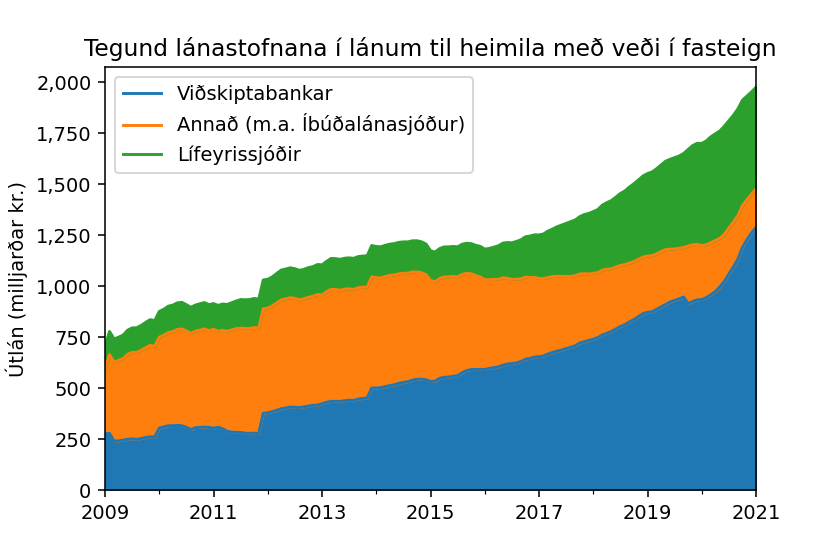 Tegund lánastofnana í lánum til heimila með veði í fasteign
Útlán (milljarðar kr.)
2,000
1,750
1,500
1,250
1,000
750
500
250
0
Viðskiptabankar
Annað (m.a. Íbúðalánasjóður)
Lífeyrissjóðir
2009 2011 2013 2015 2017 2019 2021